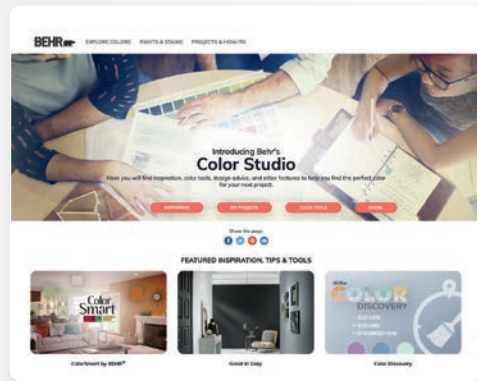 BEHR
EXPLORE COLORS PAINTS & STAINS PROJECTS & HOW-TO
Introducing Behr's
Color Studio
Here you will find inspiration, color tools, design advice, and other features to help you find the perfect color
for your next project.
INSPIRATION DIY PROJECTS COLOR TOOLS SOCIAL
Share this page
FEATURED INSPIRATION, TIPS & TOOLS
Color
Smart
BEHR
COLOR
DISCOVERY
ColorSmart by BEHR®
Great in Grey
Color Discovery